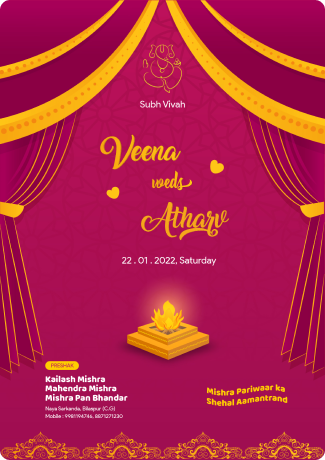 Subh Vivah
Veena
weds
Atharv
22 . 01 . 2022, Saturday
PRESHAK
Kailash Mishra
Mahendra Mishra
Mishra Pan Bhandar
Naya Sarkanda, Bilaspur (C.G)
Mobile : 9981194746, 8871271230
Mishra Pariwaar ka
Shehal Aamantrand